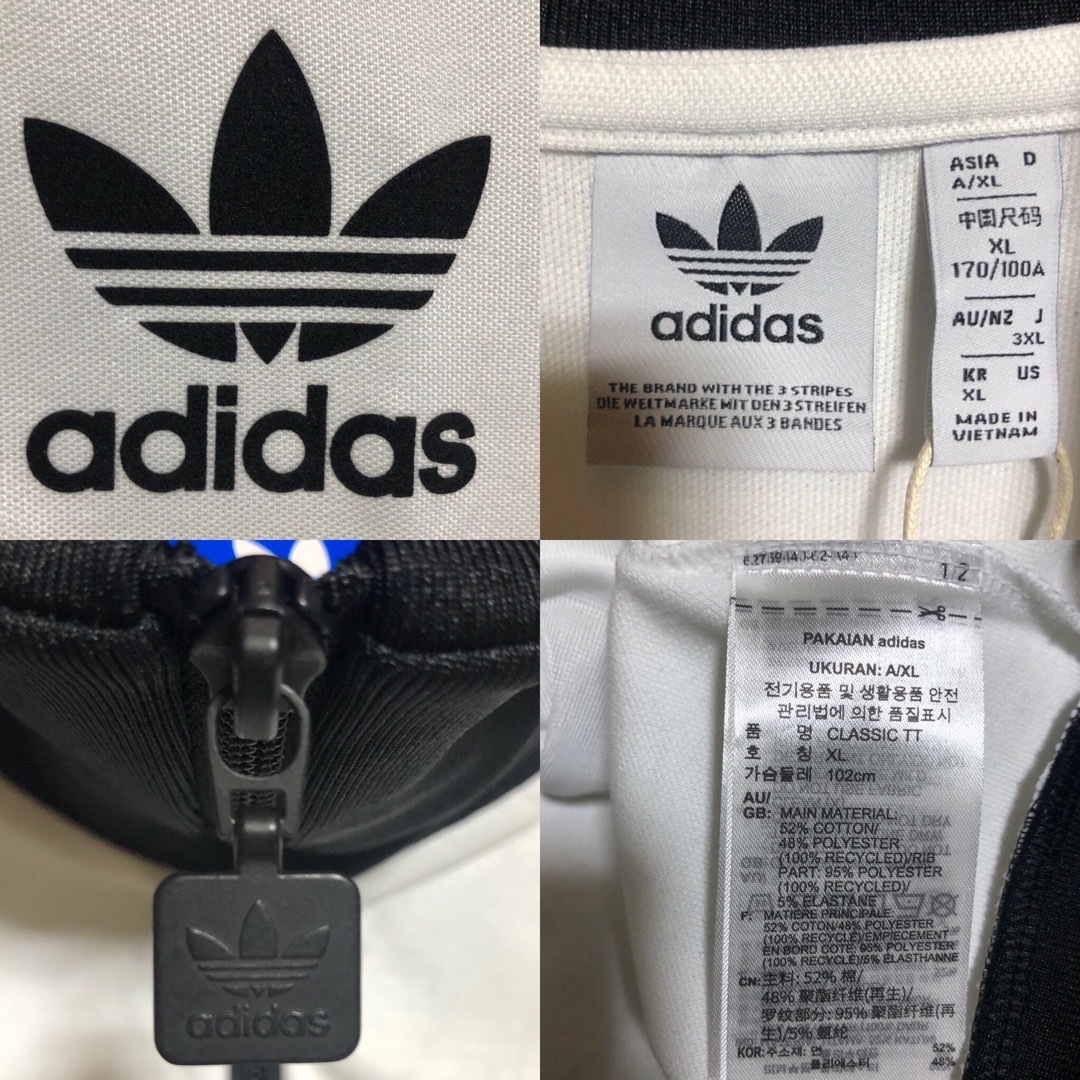 adidas
adidas
THE BRAND WITH THE 3 STRIPES
DIE WELTMARKE MIT DEN 3 STREIFEN
LA MARQUE AUX 3 BANDES
ASIA D
A/XL
中国尺码
XL
170/100A
AU/NZ J
3XL
KR US
XL
MADE IN
VIETNAM
adidas
1/2
PAKAIAN adidas
UKURAN: A/XL
전기용품 및 생활용품 안전
관리법에 의한 품질표시
품 명 CLASSIC TT
호 칭 XL
가슴둘레 102cm
AU/
GB: MAIN MATERIAL:
52% COTTON/
48% POLYESTER
(100% RECYCLED)/RIB
PART: 95% POLYESTER
(100% RECYCLED)/
5% ELASTANE
F: MATIERE PRINCIPALE:
52% COTON/48% POLYESTER
(100% RECYCLE)/EMPIECEMENT
EN BORD COTE: 95% POLYESTER
(100% RECYCLE)/5% ELASTHANNE
CN: 主料: 52% 棉/
48% 聚酯纤维(再生)/
罗纹部分: 95% 聚酯纤维(再
生)/5% 氨纶
KOR: 주소재: 면 52%
폴리에스터 48%